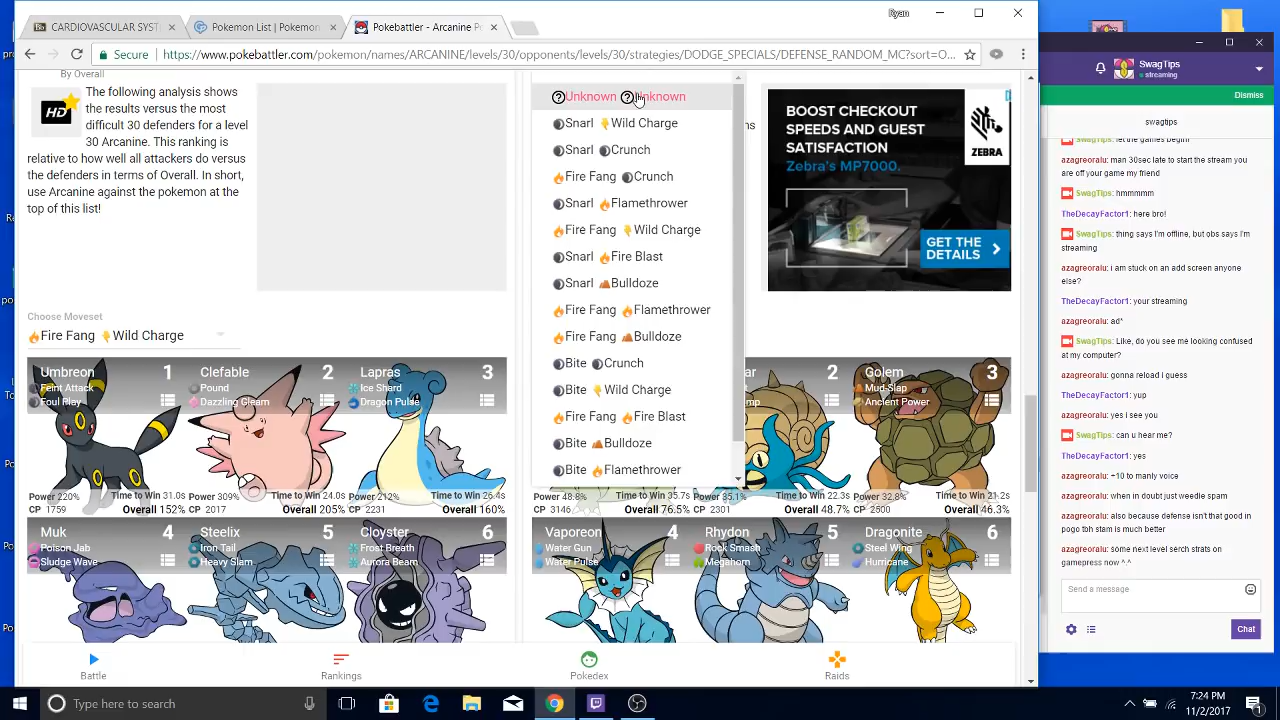 Ryan
CARDIOVASCULAR SYST
Pokemon List | Pokemon
Pokebattler - Arcanine Po
Secure
https://www.pokebattler.com/pokemon/names/ARCANINE/levels/30/opponents/levels/30/strategies/DODGE_SPECIALS/DEFENSE_RANDOM_MC?sort=O...
By Overall
The following analysis shows
the results versus the most
difficult 30 defenders for a level
30 Arcanine. This ranking is
relative to how well all attackers do versus
the defender in terms of Overall. In short,
use Arcanine against the pokemon at the
top of this list!
HD
Choose Moveset
Fire Fang Wild Charge
Unknown Unknown
Snarl Wild Charge
Snarl Crunch
Fire Fang Crunch
Snarl Flamethrower
Fire Fang Wild Charge
Snarl Fire Blast
Snarl Bulldoze
Fire Fang Flamethrower
Fire Fang Bulldoze
Bite Crunch
Bite Wild Charge
Fire Fang Fire Blast
Bite Bulldoze
Bite Flamethrower
BOOST CHECKOUT
SPEEDS AND GUEST
SATISFACTION
Zebra's MP7000.
ZEBRA
GET THE
DETAILS
Umbreon 1
Feint Attack
Foul Play
Power 220% Time to Win 31.0s
CP 1759 Overall 152%
Clefable 2
Pound
Dazzling Gleam
Power 309% Time to Win 24.0s
CP 2017 Overall 205%
Lapras 3
Ice Shard
Dragon Pulse
Power 212% Time to Win 26.4s
CP 2231 Overall 160%
Power 48.8% Time to Win 35.7s
CP 3146 Overall 76.5%
2
Power 35.1% Time to Win 22.3s
Overall 48.7%
Golem 3
Mud-Slap
Ancient Power
Power 32.8% Time to Win 21.2s
CP 2500 Overall 46.3%
Muk 4
Poison Jab
Sludge Wave
Steelix 5
Iron Tail
Heavy Slam
Cloyster 6
Frost Breath
Aurora Beam
Vaporeon 4
Water Gun
Water Pulse
Rhydon 5
Rock Smash
Megahorn
Dragonite 6
Steel Wing
Hurricane
Battle
Rankings
Pokedex
Raids
SwagTips
streaming
Dismiss
swagtips
SwagTips: let the games begin!
azagreoralu: man 30sec late to start the stream you
are off your game my friend
SwagTips: hmmmmm
TheDecayFactor1: here bro!
SwagTips: thing says I'm offline, but obs says I'm
streaming
azagreoralu: i am stuck on an add screen anyone
else?
TheDecayFactor1: your streaming
azagreoralu: ad*
SwagTips: Like, do you see me looking confused
at my computer?
azagreoralu: gonna reload i guess
TheDecayFactor1: yup
azagreoralu: yes i see you
SwagTips: can u hear me?
TheDecayFactor1: yes
azagreoralu: +10 to manly voice
azagreoralu: when in doubt just weedle spam
azagreoralu: also because defense isn't that good in
pogo tbh stam is much better
azagreoralu: some next level serch strats on
gamepress now ^.^
Send a message
Chat
Type here to search
7:24 PM
11/2/2017